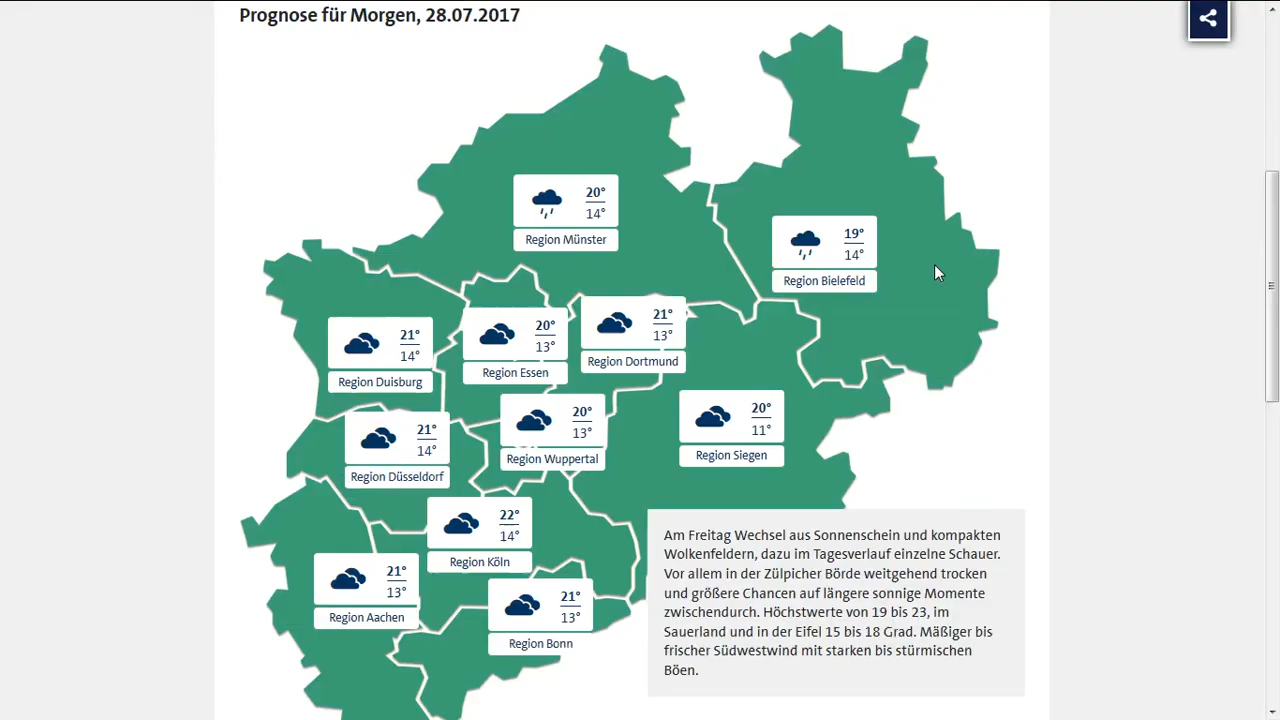 Prognose für Morgen, 28.07.2017
20°
14°
Region Münster
19°
14°
Region Bielefeld
21°
14°
Region Duisburg
20°
13°
Region Essen
21°
13°
Region Dortmund
21°
14°
Region Düsseldorf
20°
13°
Region Wuppertal
20°
11°
Region Siegen
22°
14°
Region Köln
21°
13°
Region Aachen
21°
13°
Region Bonn
Am Freitag Wechsel aus Sonnenschein und kompakten
Wolkenfeldern, dazu im Tagesverlauf einzelne Schauer.
Vor allem in der Zülpicher Börde weitgehend trocken
und größere Chancen auf längere sonnige Momente
zwischendurch. Höchstwerte von 19 bis 23, im
Sauerland und in der Eifel 15 bis 18 Grad. Mäßiger bis
frischer Südwestwind mit starken bis stürmischen
Böen.